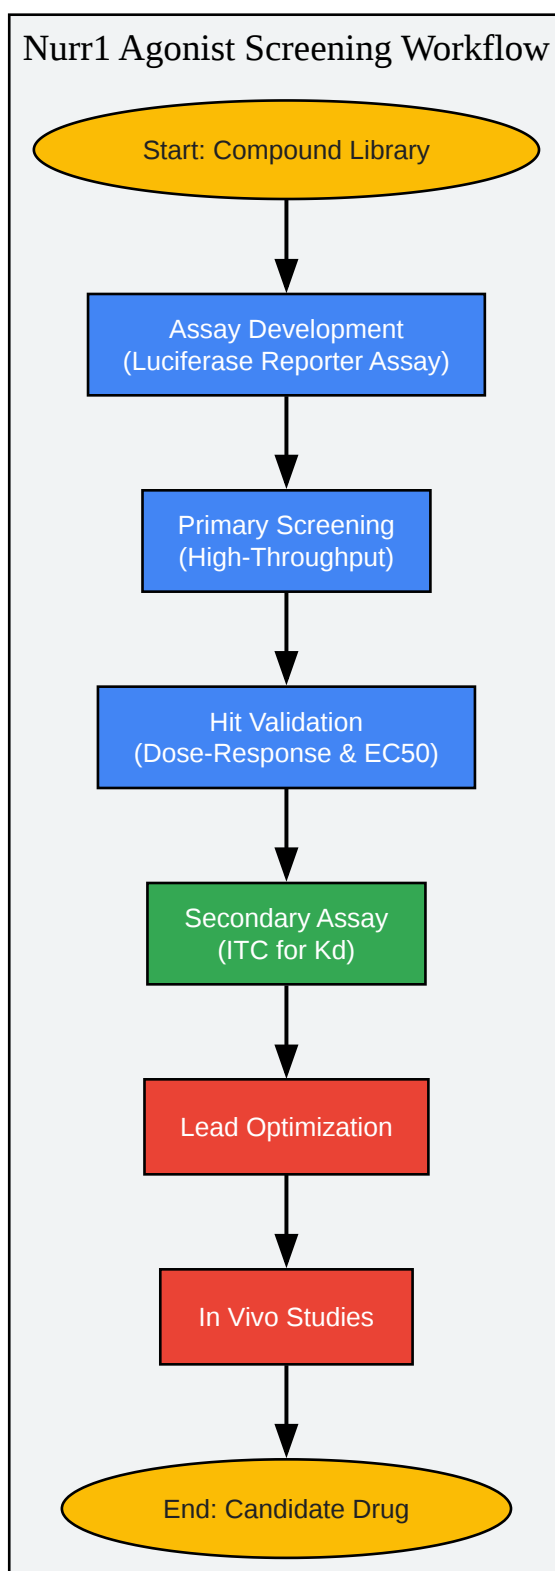 Nurr1 Agonist Screening Workflow
Start: Compound Library
Assay Development
(Luciferase Reporter Assay)
Primary Screening
(High-Throughput)
Hit Validation
(Dose-Response & EC50)
Secondary Assay
(ITC for Kd)
Lead Optimization
In Vivo Studies
End: Candidate Drug